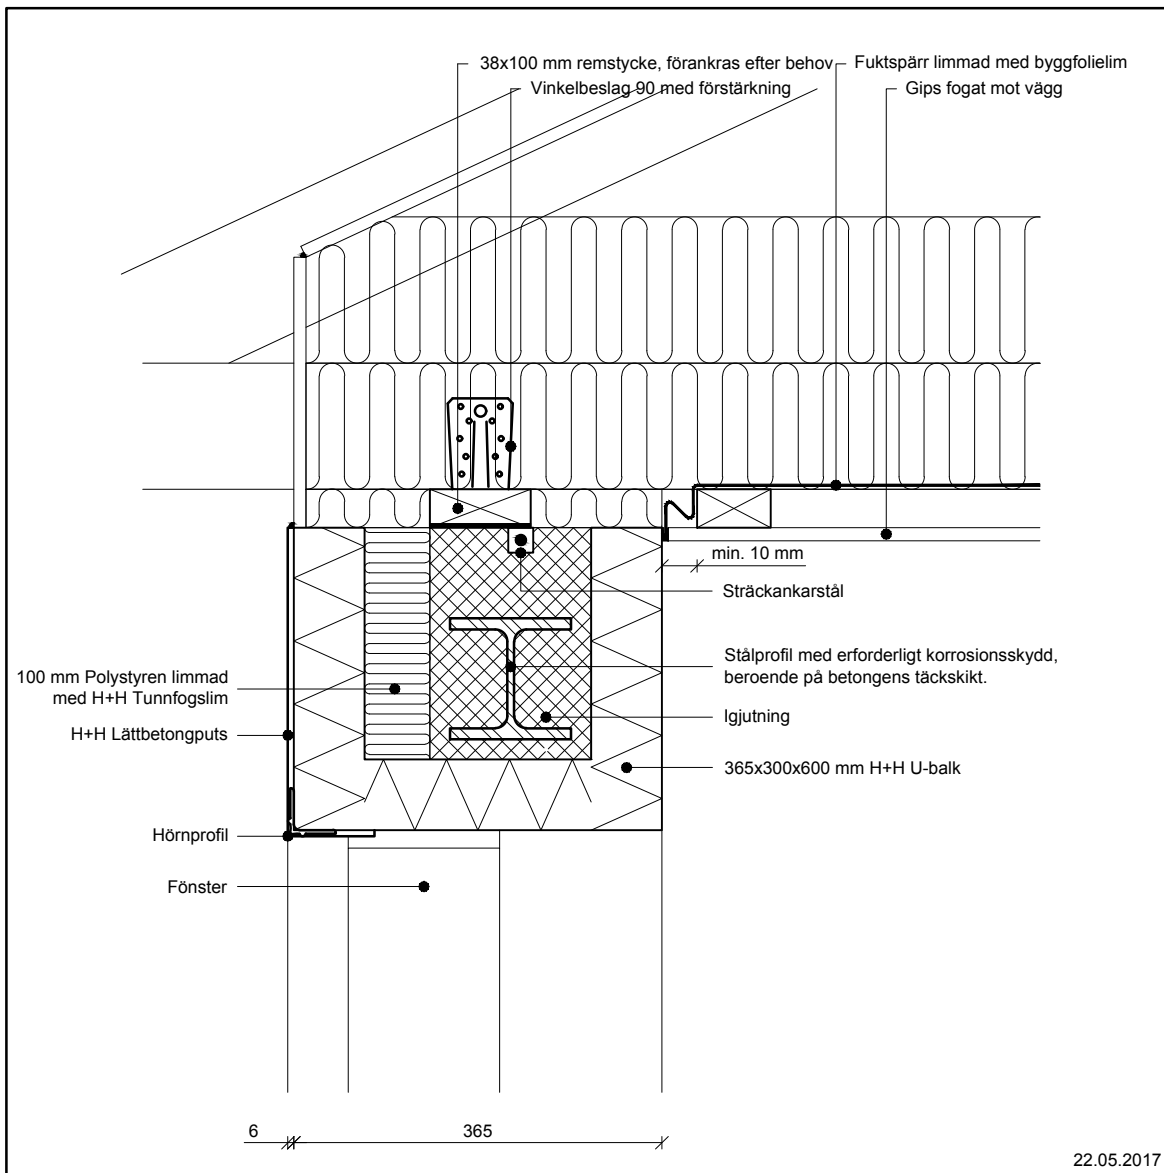 38x100 mm remstycke, förankras efter behov
Fuktspärr limmad med byggfolielim
Vinkelbeslag 90 med förstärkning
Gips fogat mot vägg
min. 10 mm
Sträckankarstål
Stålprofil med erforderligt korrosionsskydd,
beroende på betongens täckskikt.
100 mm Polystyren limmad
med H+H Tunnfogslim
Igjutning
H+H Lättbetongputs
365x300x600 mm H+H U-balk
Hörnprofil
Fönster
6
365
22.05.2017